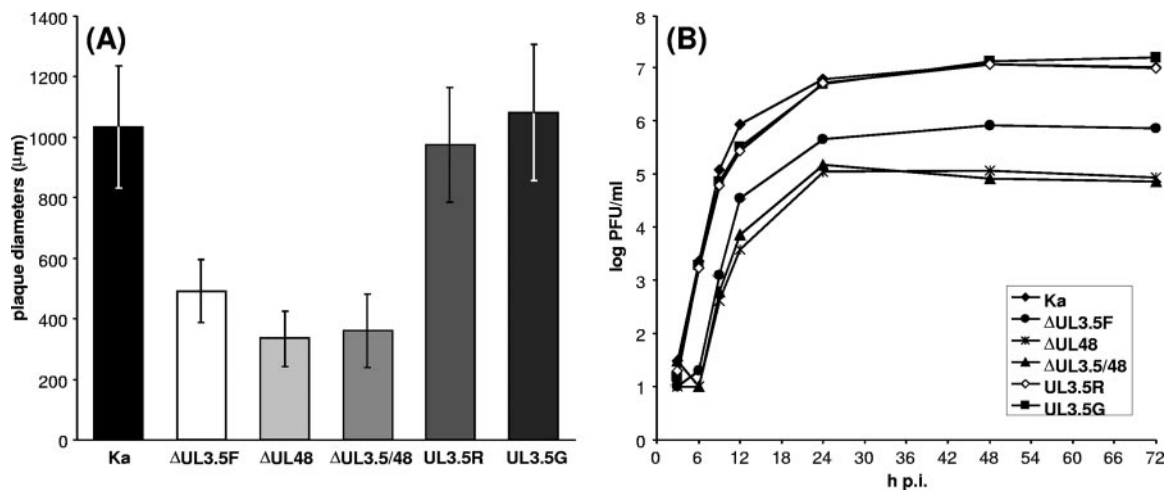 (A)
plaque diameters (µm)
1400
1200
1000
800
600
400
200
0
Ka ΔUL3.5F ΔUL48 ΔUL3.5/48 UL3.5R UL3.5G
(B)
log PFU/ml
8
7
6
5
4
3
2
1
0
Ka
ΔUL3.5F
ΔUL48
ΔUL3.5/48
UL3.5R
UL3.5G
0 6 12 18 24 30 36 42 48 54 60 66 72
h p.i.